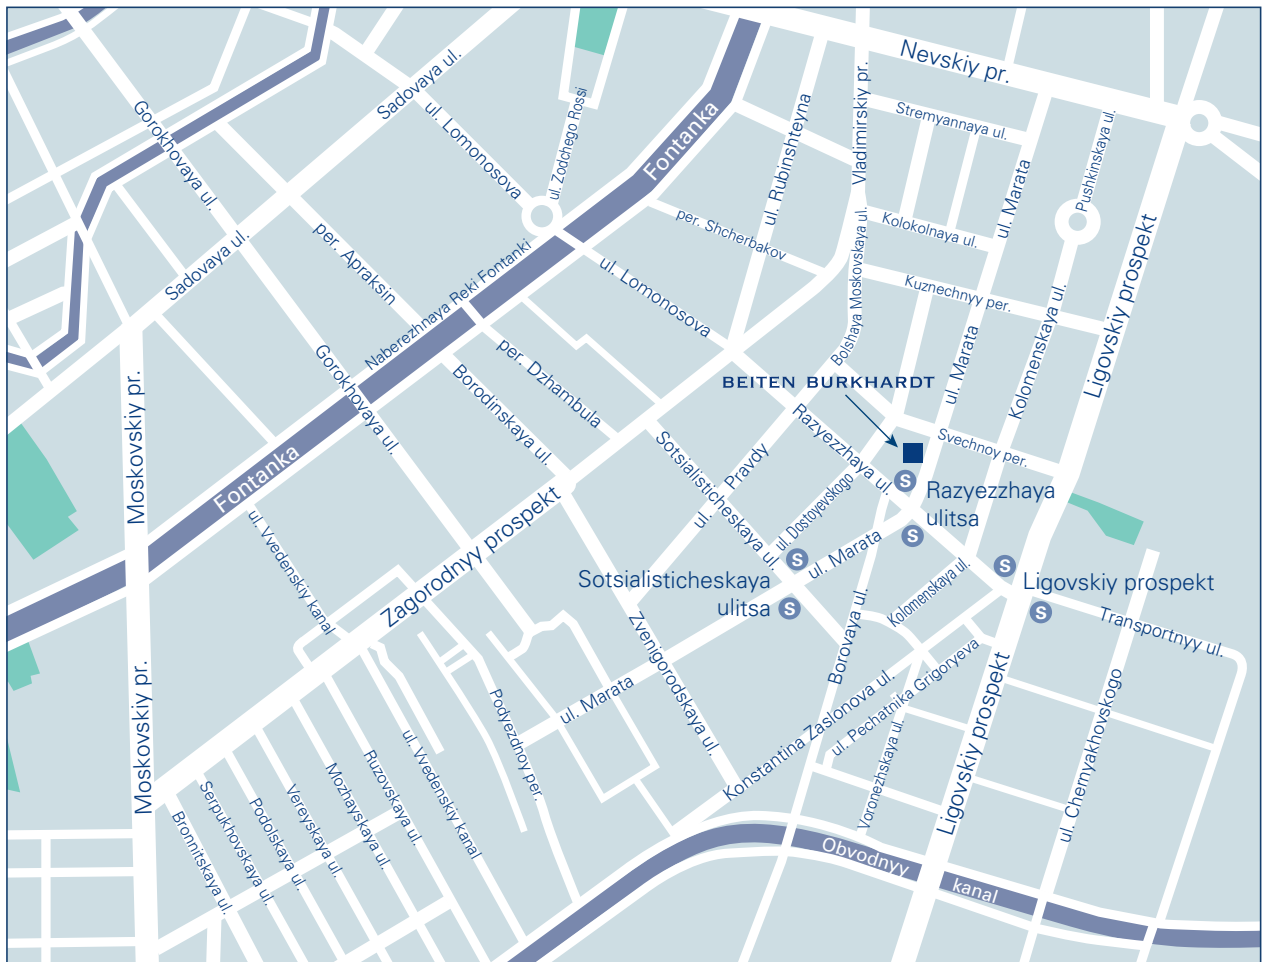 Nevskiy pr.
Sadovaya ul.
ul. Lomonosova
ul. Zodchego Rossi
Fontanka
ul. Rubinshteyna
Vladimirskiy pr.
Stremyannaya ul.
Pushkinskaya ul.
ul. Marata
Gorokhovaya ul.
per. Apraksin
Sadovaya ul.
Naberezhnaya Reki Fontanki
per. Shcherbakov
Kolokolnaya ul.
Bolshaya Moskovskaya ul.
Kuznechnyy per.
Ligovskiy prospekt
ul. Lomonosova
Kolomenskaya ul.
ul. Marata
Gorokhovaya ul.
per. Dzhambula
Borodinskaya ul.
Moskovskiy pr.
BEITEN BURKHARDT
Razyezzhaya ul.
Svechnoy per.
Sotsialisticheskaya ul.
ul. Pravdy
ul. Dostoyevskogo
Fontanka
S
Razyezzhaya
ulitsa
S
ul. Vvedenskiy kanal
Zagorodnyy prospekt
ul. Marata
S
Sotsialisticheskaya
ulitsa
S
S
Ligovskiy prospekt
S
Kolomenskaya ul.
Transportnyy ul.
Borovaya ul.
Zvenigorodskaya ul.
ul. Marata
Konstantina Zaslonova ul.
ul. Pechatnika Grigoryeva
Voronezhskaya ul.
Ligovskiy prospekt
ul. Chernyakhovskogo
Moskovskiy pr.
Podyezdnoy per.
ul. Vvedenskiy kanal
Ruzovskaya ul.
Mozhayskaya ul.
Vereyskaya ul.
Podolskaya ul.
Serpukhovskaya ul.
Bronnitskaya ul.
Obvodnyy
kanal